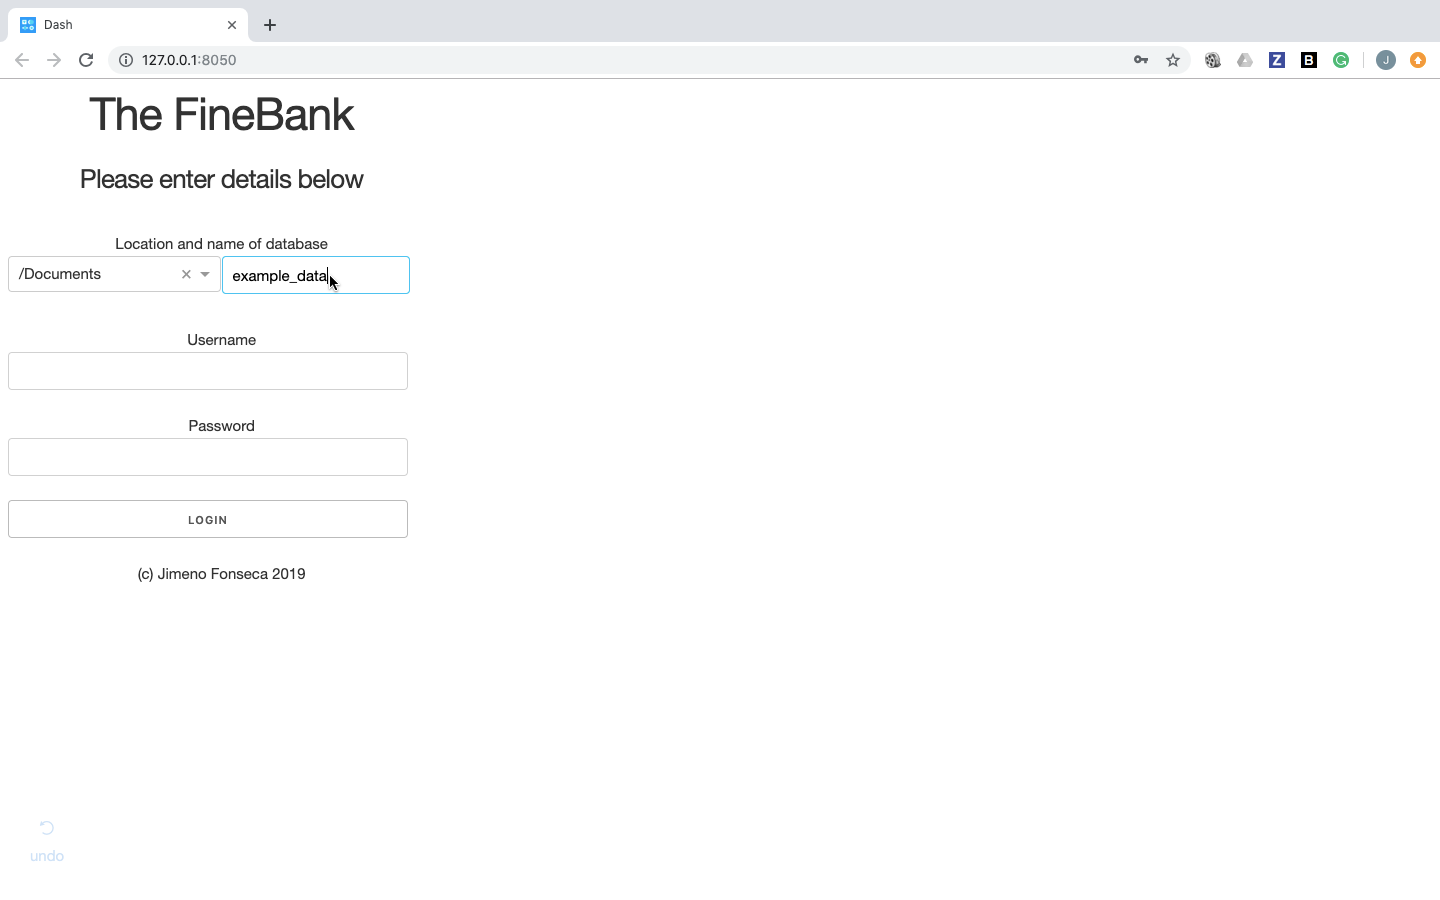 Dash
127.0.0.1:8050
Z
B
J
The FineBank
Please enter details below
Location and name of database
/Documents
example_data
Username
Password
LOGIN
(c) Jimeno Fonseca 2019
undo